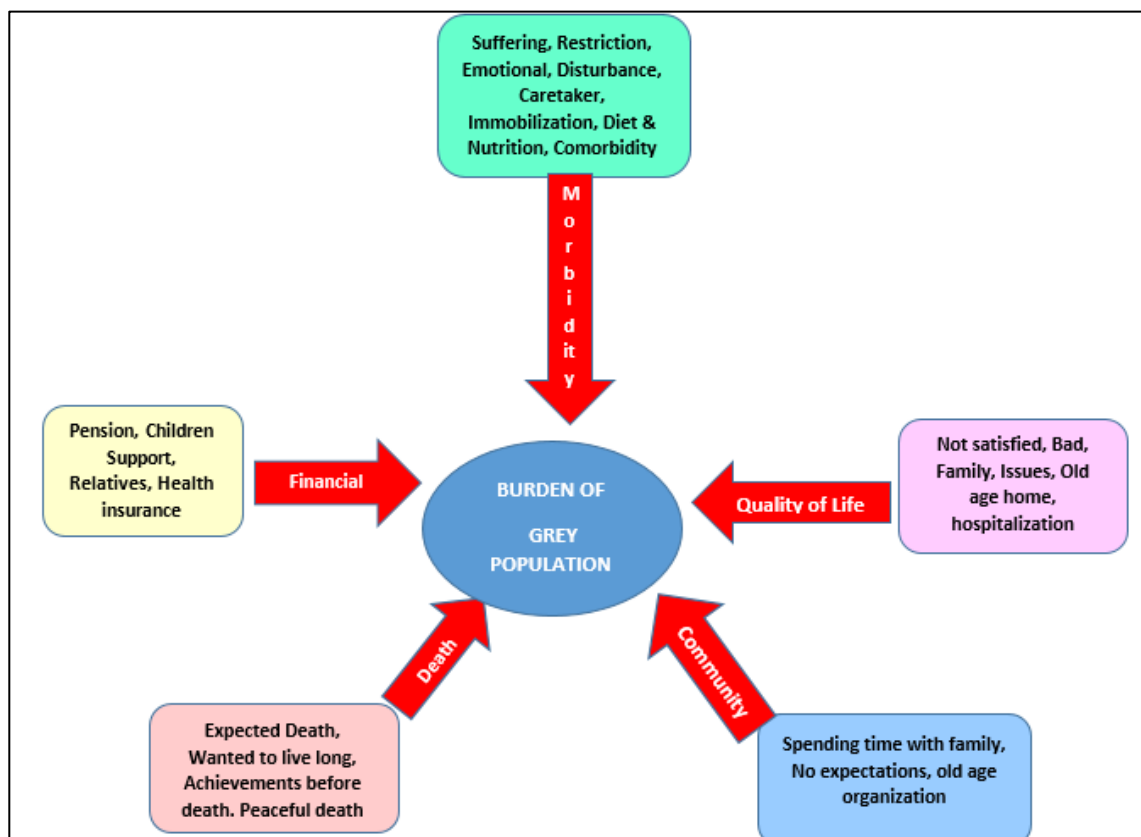 Suffering, Restriction,
Emotional, Disturbance,
Caretaker,
Immobilization, Diet &
Nutrition, Comorbidity
Morbidity
Pension, Children
Support,
Relatives, Health
insurance
Financial
BURDEN OF
GREY
POPULATION
Quality of Life
Not satisfied, Bad,
Family, Issues, Old
age home,
hospitalization
Death
Expected Death,
Wanted to live long,
Achievements before
death. Peaceful death
Community
Spending time with family,
No expectations, old age
organization